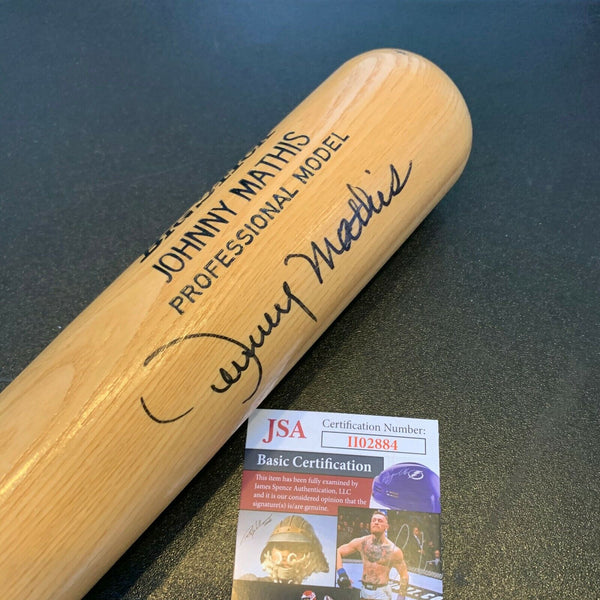 JOHNNY MATHIS
PROFESSIONAL MODEL
Johnny Mathis
JSA
Certification Number:
II02884
Basic Certification
This item has been fully examined by
James Spence Authentication, LLC
and it is our considered opinion that the
signature(s) is/are genuine.